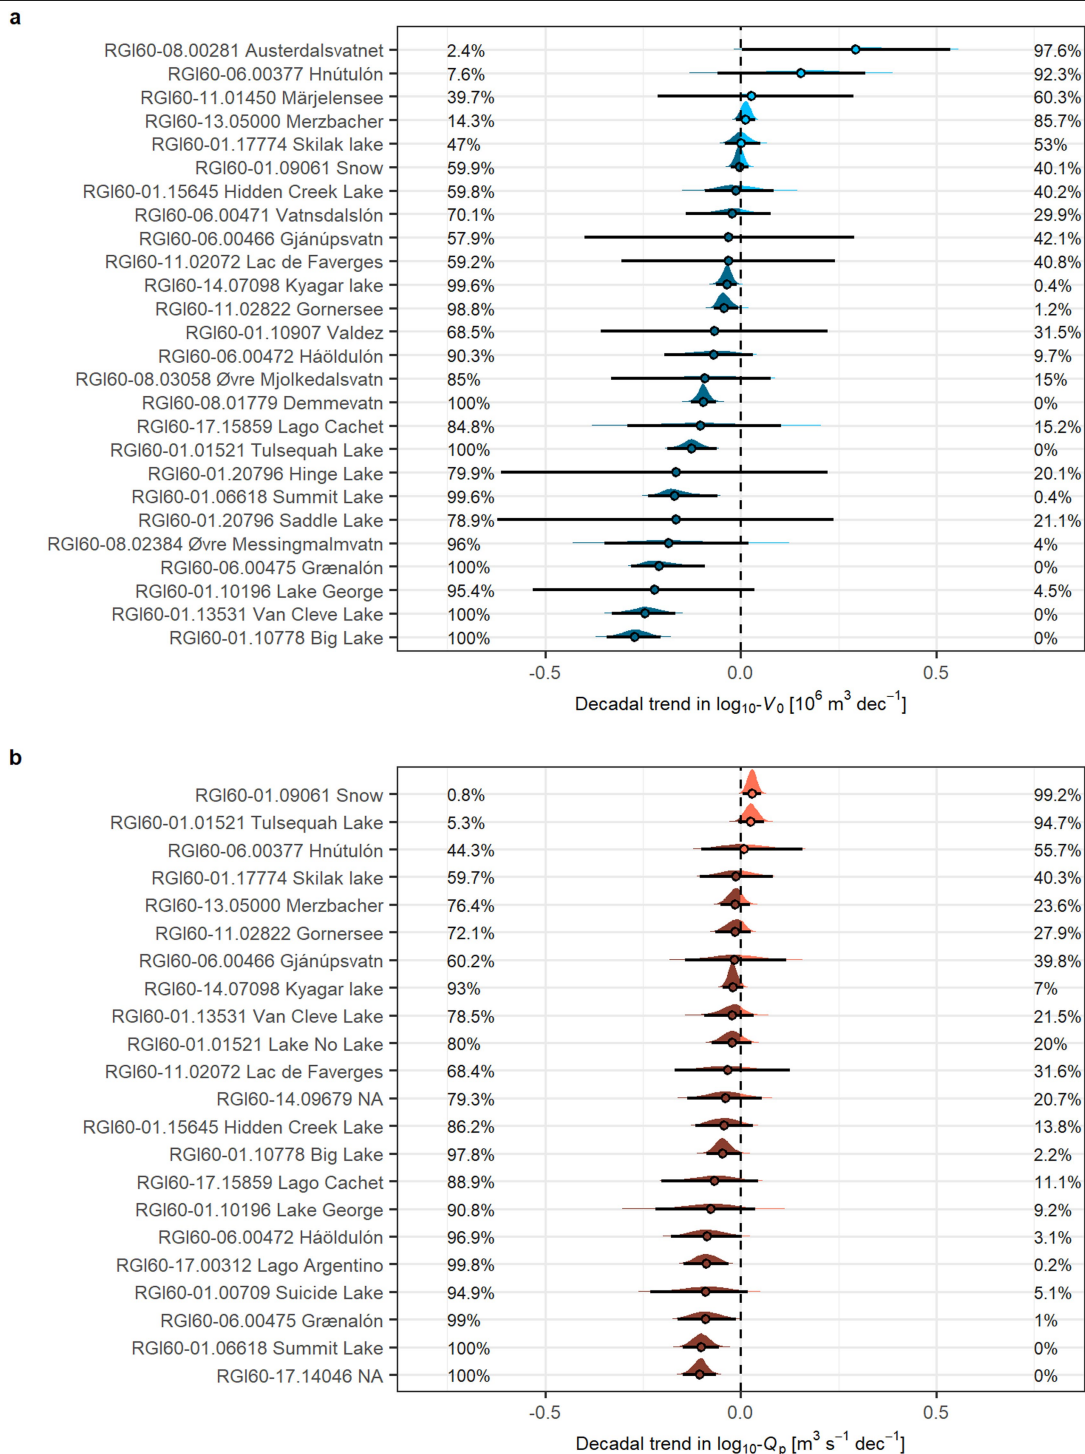 a
RGI60-08.00281 Austerdalsvatnet 2.4% 97.6%
RGI60-06.00377 Hnútulón 7.6% 92.3%
RGI60-11.01450 Märjelensee 39.7% 60.3%
RGI60-13.05000 Merzbacher 14.3% 85.7%
RGI60-01.17774 Skilak lake 47% 53%
RGI60-01.09061 Snow 59.9% 40.1%
RGI60-01.15645 Hidden Creek Lake 59.8% 40.2%
RGI60-06.00471 Vatnsdalslón 70.1% 29.9%
RGI60-06.00466 Gjánúpsvatn 57.9% 42.1%
RGI60-11.02072 Lac de Faverges 59.2% 40.8%
RGI60-14.07098 Kyagar lake 99.6% 0.4%
RGI60-11.02822 Gornersee 98.8% 1.2%
RGI60-01.10907 Valdez 68.5% 31.5%
RGI60-06.00472 Háöldulón 90.3% 9.7%
RGI60-08.03058 Øvre Mjolkedalsvatn 85% 15%
RGI60-08.01779 Demmevatn 100% 0%
RGI60-17.15859 Lago Cachet 84.8% 15.2%
RGI60-01.01521 Tulsequah Lake 100% 0%
RGI60-01.20796 Hinge Lake 79.9% 20.1%
RGI60-01.06618 Summit Lake 99.6% 0.4%
RGI60-01.20796 Saddle Lake 78.9% 21.1%
RGI60-08.02384 Øvre Messingmalmvatn 96% 4%
RGI60-06.00475 Grænalón 100% 0%
RGI60-01.10196 Lake George 95.4% 4.5%
RGI60-01.13531 Van Cleve Lake 100% 0%
RGI60-01.10778 Big Lake 100% 0%
-0.5 0.0 0.5
Decadal trend in log₁₀-V₀ [10⁶ m³ dec⁻¹]
b
RGI60-01.09061 Snow 0.8% 99.2%
RGI60-01.01521 Tulsequah Lake 5.3% 94.7%
RGI60-06.00377 Hnútulón 44.3% 55.7%
RGI60-01.17774 Skilak lake 59.7% 40.3%
RGI60-13.05000 Merzbacher 76.4% 23.6%
RGI60-11.02822 Gornersee 72.1% 27.9%
RGI60-06.00466 Gjánúpsvatn 60.2% 39.8%
RGI60-14.07098 Kyagar lake 93% 7%
RGI60-01.13531 Van Cleve Lake 78.5% 21.5%
RGI60-01.01521 Lake No Lake 80% 20%
RGI60-11.02072 Lac de Faverges 68.4% 31.6%
RGI60-14.09679 NA 79.3% 20.7%
RGI60-01.15645 Hidden Creek Lake 86.2% 13.8%
RGI60-01.10778 Big Lake 97.8% 2.2%
RGI60-17.15859 Lago Cachet 88.9% 11.1%
RGI60-01.10196 Lake George 90.8% 9.2%
RGI60-06.00472 Háöldulón 96.9% 3.1%
RGI60-17.00312 Lago Argentino 99.8% 0.2%
RGI60-01.00709 Suicide Lake 94.9% 5.1%
RGI60-06.00475 Grænalón 99% 1%
RGI60-01.06618 Summit Lake 100% 0%
RGI60-17.14046 NA 100% 0%
-0.5 0.0 0.5
Decadal trend in log₁₀-Qₚ [m³ s⁻¹ dec⁻¹]